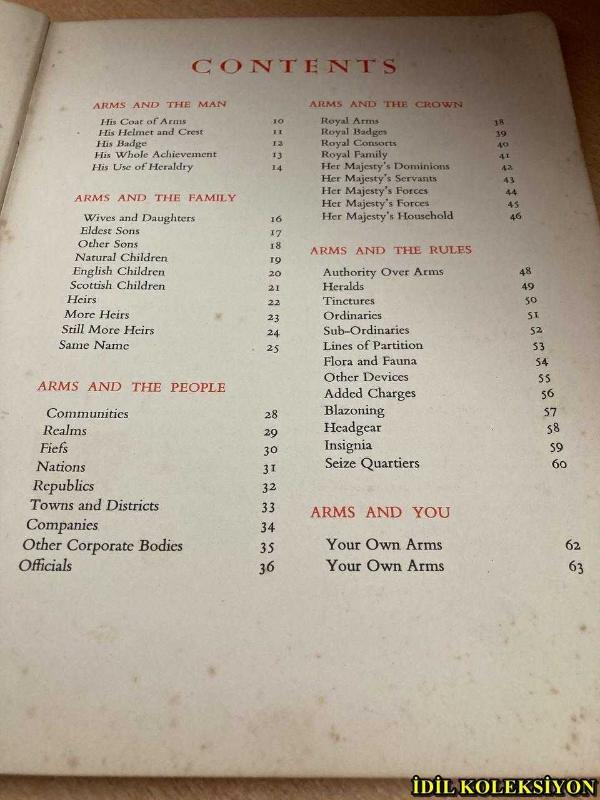 CONTENTS
ARMS AND THE MAN
His Coat of Arms 10
His Helmet and Crest 11
His Badge 12
His Whole Achievement 13
His Use of Heraldry 14
ARMS AND THE FAMILY
Wives and Daughters 16
Eldest Sons 17
Other Sons 18
Natural Children 19
English Children 20
Scottish Children 21
Heirs 22
More Heirs 23
Still More Heirs 24
Same Name 25
ARMS AND THE PEOPLE
Communities 28
Realms 29
Fiefs 30
Nations 31
Republics 32
Towns and Districts 33
Companies 34
Other Corporate Bodies 35
Officials 36
ARMS AND THE CROWN
Royal Arms 38
Royal Badges 39
Royal Consorts 40
Royal Family 41
Her Majesty's Dominions 42
Her Majesty's Servants 43
Her Majesty's Forces 44
Her Majesty's Forces 45
Her Majesty's Household 46
ARMS AND THE RULES
Authority Over Arms 48
Heralds 49
Tinctures 50
Ordinaries 51
Sub-Ordinaries 52
Lines of Partition 53
Flora and Fauna 54
Other Devices 55
Added Charges 56
Blazoning 57
Headgear 58
Insignia 59
Seize Quartiers 60
ARMS AND YOU
Your Own Arms 62
Your Own Arms 63
İDİL KOLEKSİYON